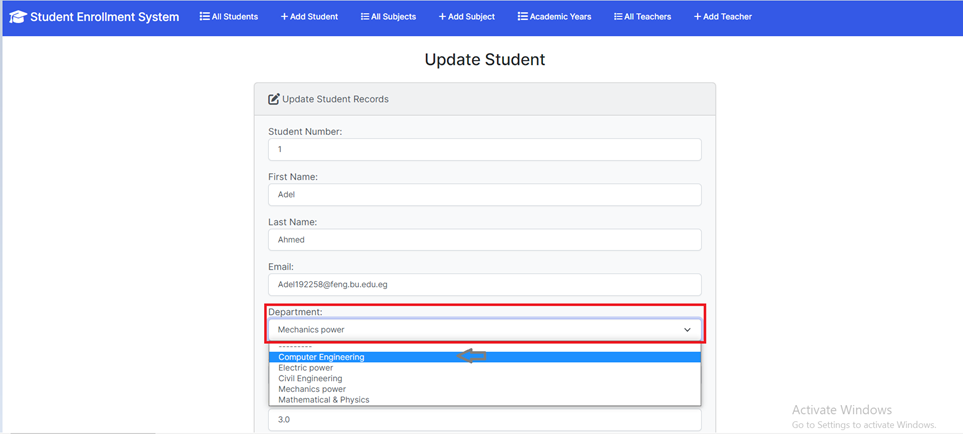 Student Enrollment System All Students + Add Student All Subjects + Add Subject Academic Years All Teachers + Add Teacher
Update Student
Update Student Records
Student Number:
1
First Name:
Adel
Last Name:
Ahmed
Email:
Adel192258@feng.bu.edu.eg
Department:
Mechanics power
---------
Computer Engineering
Electric power
Civil Engineering
Mechanics power
Mathematical & Physics
3.0
Activate Windows
Go to Settings to activate Windows.